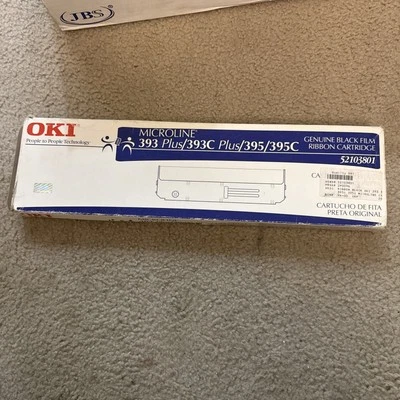 JBS
OKI
People to People Technology
MICROLINE
393 Plus/393C Plus/395/395C
GENUINE BLACK FILM
RIBBON CARTRIDGE
52103801
CARTUCHO DE FITA
PRETA ORIGINAL